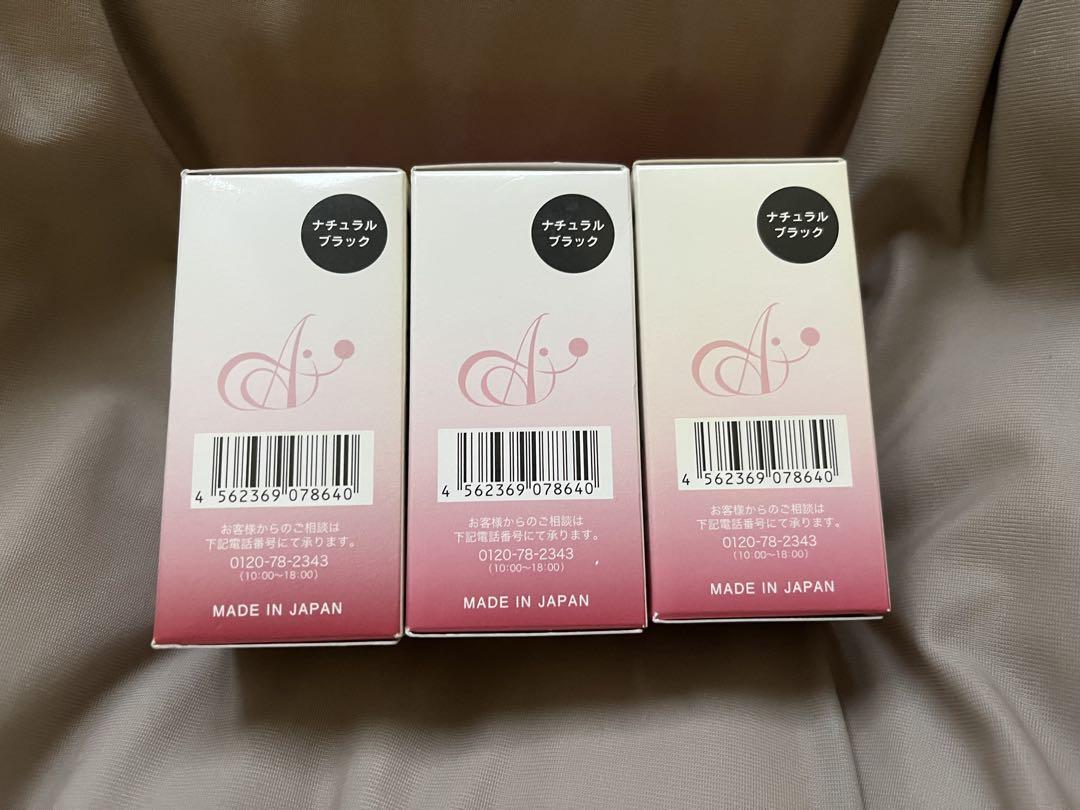 ナチュラル
ブラック
4 562369 078640
お客様からのご相談は
下記電話番号にて承ります。
0120-78-2343
(10:00〜18:00)
MADE IN JAPAN
ナチュラル
ブラック
4 562369 078640
お客様からのご相談は
下記電話番号にて承ります。
0120-78-2343
(10:00〜18:00)
MADE IN JAPAN
ナチュラル
ブラック
4 562369 078640
お客様からのご相談は
下記電話番号にて承ります。
0120-78-2343
(10:00〜18:00)
MADE IN JAPAN